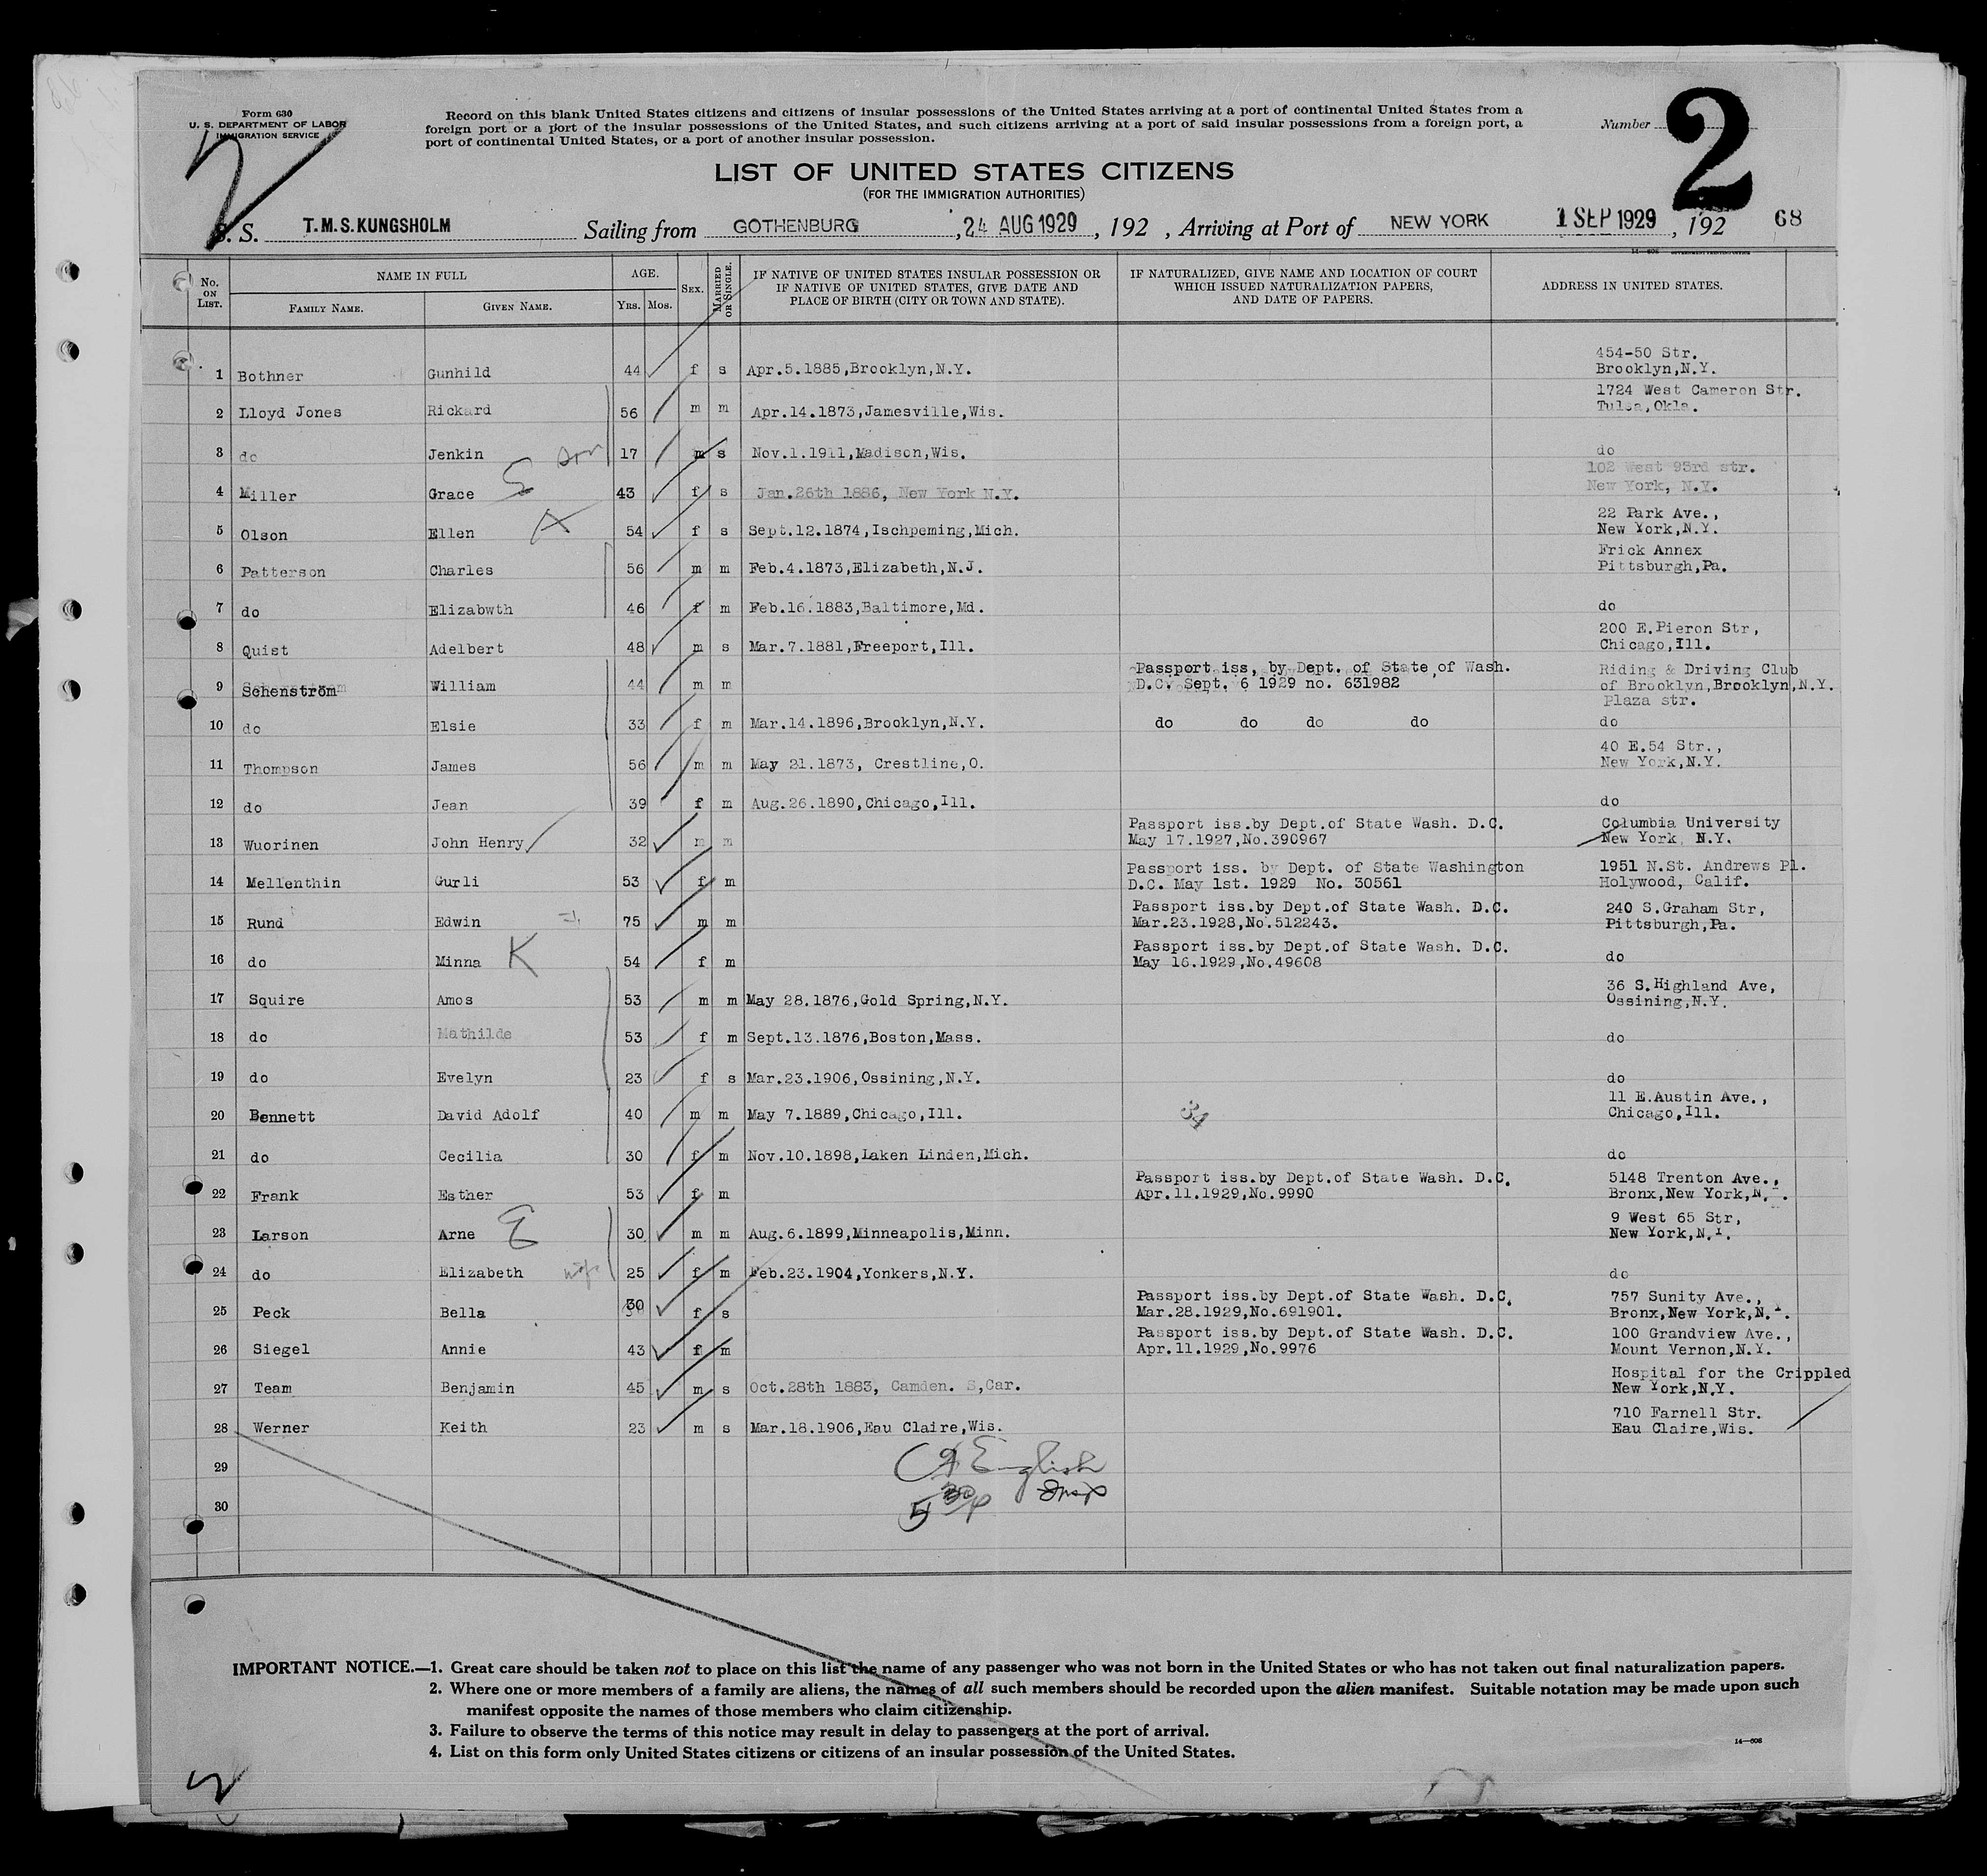 Form 630
U. S. DEPARTMENT OF LABOR
IMMIGRATION SERVICE
2
Record on this blank United States citizens and citizens of insular possessions of the United States arriving at a port of continental United States from a
foreign port or a port of the insular possessions of the United States, and such citizens arriving at a port of said insular possessions from a foreign port, a
port of continental United States, or a port of another insular possession.
Number 2
LIST OF UNITED STATES CITIZENS
(FOR THE IMMIGRATION AUTHORITIES)
S. S. T.M.S.KUNGSHOLM Sailing from GOTHENBURG , 24 AUG 1929 , 192 , Arriving at Port of NEW YORK 1 SEP 1929 , 192 68
No. ON LIST. NAME IN FULL FAMILY NAME. GIVEN NAME. AGE. YRS. MOS. SEX. MARRIED OR SINGLE. IF NATIVE OF UNITED STATES INSULAR POSSESSION OR IF NATIVE OF UNITED STATES, GIVE DATE AND PLACE OF BIRTH (CITY OR TOWN AND STATE). IF NATURALIZED, GIVE NAME AND LOCATION OF COURT WHICH ISSUED NATURALIZATION PAPERS, AND DATE OF PAPERS. ADDRESS IN UNITED STATES.
1 Bothner Gunhild 44 f s Apr.5.1885,Brooklyn,N.Y. 454-50 Str. Brooklyn,N.Y.
2 Lloyd Jones Rickard 56 m m Apr.14.1873,Jamesville,Wis. 1724 West Cameron Str. Tulsa,Okla.
3 do Jenkin son 17 m s Nov.1.1911,Madison,Wis. do
4 Miller Grace S 43 f s Jan.26th 1886, New York N.Y. 102 West 93rd str. New York, N.Y.
5 Olson Ellen 54 f s Sept.12.1874,Ischpeming,Mich. 22 Park Ave., New York,N.Y.
6 Patterson Charles 56 m m Feb.4.1873,Elizabeth,N.J. Frick Annex Pittsburgh,Pa.
7 do Elizabwth 46 f m Feb.16.1883,Baltimore,Md. do
8 Quist Adelbert 48 m s Mar.7.1881,Freeport,Ill. 200 E.Pieron Str, Chicago,Ill.
9 Schenström William 44 m m Passport iss, by Dept. of State of Wash. D.C. Sept. 6 1929 no. 631982 Riding & Driving Club of Brooklyn,Brooklyn,N.Y. Plaza str.
10 do Elsie 33 f m Mar.14.1896,Brooklyn,N.Y. do do do do do
11 Thompson James 56 m m May 21.1873, Crestline,O. 40 E.54 Str., New York,N.Y.
12 do Jean 39 f m Aug.26.1890,Chicago,Ill. do
13 Wuorinen John Henry 32 m m Passport iss.by Dept.of State Wash. D.C. May 17.1927,No.390967 Columbia University New York, N.Y.
14 Mellenthin Gurli 53 f m Passport iss. by Dept. of State Washington D.C. May 1st. 1929 No. 30561 1951 N.St. Andrews Pl. Holywood, Calif.
15 Rund Edwin 75 m m Passport iss.by Dept.of State Wash. D.C. Mar.23.1928,No.512243. 240 S.Graham Str, Pittsburgh,Pa.
16 do Minna K 54 f m Passport iss.by Dept.of State Wash. D.C. May 16.1929,No.49608 do
17 Squire Amos 53 m m May 28.1876,Gold Spring,N.Y. 36 S.Highland Ave, Ossining,N.Y.
18 do Mathilde 53 f m Sept.13.1876,Boston,Mass. do
19 do Evelyn 23 f s Mar.23.1906,Ossining,N.Y. do
20 Bennett David Adolf 40 m m May 7.1889,Chicago,Ill. 34 11 E.Austin Ave., Chicago,Ill.
21 do Cecilia 30 f m Nov.10.1898,Laken Linden,Mich. do
22 Frank Esther 53 f m Passport iss.by Dept.of State Wash. D.C. Apr.11.1929,No.9990 5148 Trenton Ave., Bronx,New York,N.
23 Larson Arne 30 m m Aug.6.1899,Minneapolis,Minn. 9 West 65 Str, New York,N.Y.
24 do Elizabeth wife 25 f m Feb.23.1904,Yonkers,N.Y. do
25 Peck Bella 30 f s Passport iss.by Dept.of State Wash. D.C. Mar.28.1929,No.691901. 757 Sunity Ave., Bronx,New York,N.Y.
26 Siegel Annie 43 f m Passport iss.by Dept.of State Wash. D.C. Apr.11.1929,No.9976 100 Grandview Ave., Mount Vernon,N.Y.
27 Team Benjamin 45 m s Oct.28th 1883, Camden. S,Car. Hospital for the Crippled New York,N.Y.
28 Werner Keith 23 m s Mar.18.1906,Eau Claire,Wis. 710 Farnell Str. Eau Claire,Wis.
29
30
English
Insp
5 30 p
IMPORTANT NOTICE.—1. Great care should be taken not to place on this list the name of any passenger who was not born in the United States or who has not taken out final naturalization papers.
2. Where one or more members of a family are aliens, the names of all such members should be recorded upon the alien manifest. Suitable notation may be made upon such
manifest opposite the names of those members who claim citizenship.
3. Failure to observe the terms of this notice may result in delay to passengers at the port of arrival.
4. List on this form only United States citizens or citizens of an insular possession of the United States.
14—606
2